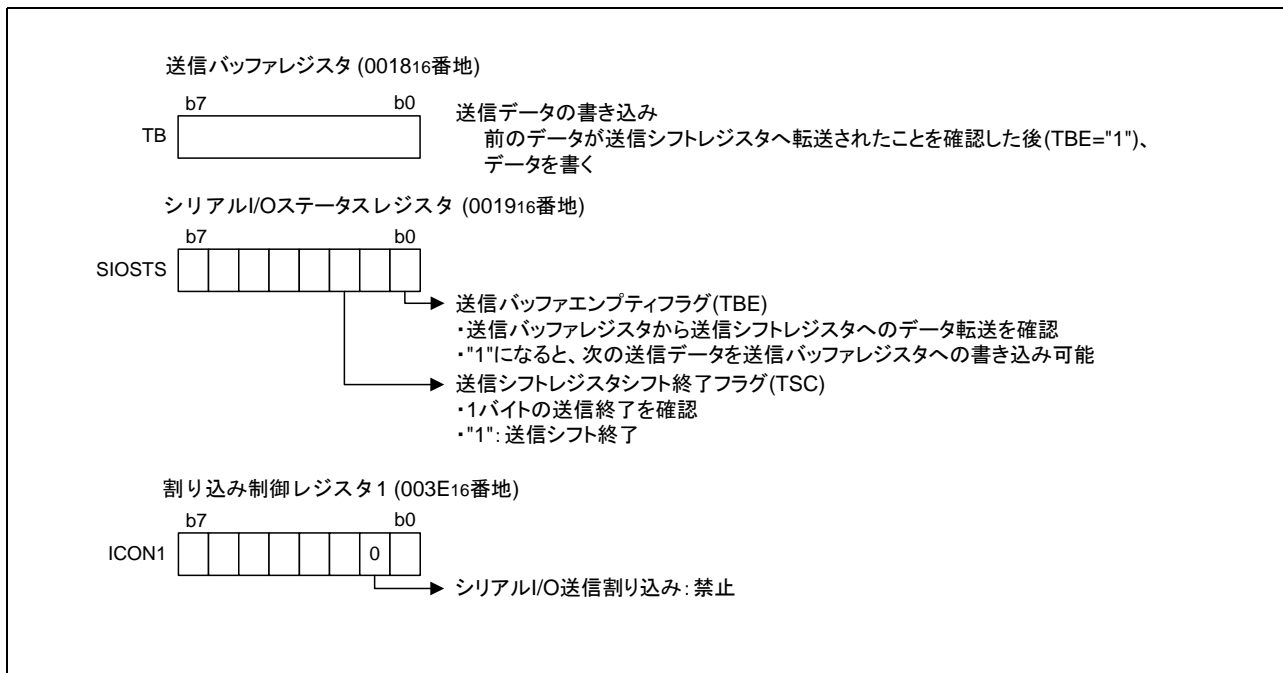 送信バッファレジスタ (001816番地)
b7 b0
TB
送信データの書き込み
前のデータが送信シフトレジスタへ転送されたことを確認した後(TBE="1")、
データを書く
シリアルI/Oステータスレジスタ (001916番地)
b7 b0
SIOSTS
送信バッファエンプティフラグ(TBE)
・送信バッファレジスタから送信シフトレジスタへのデータ転送を確認
・"1"になると、次の送信データを送信バッファレジスタへの書き込み可能
送信シフトレジスタシフト終了フラグ(TSC)
・1バイトの送信終了を確認
・"1"：送信シフト終了
割り込み制御レジスタ1 (003E16番地)
b7 b0
ICON1 0
シリアルI/O送信割り込み：禁止